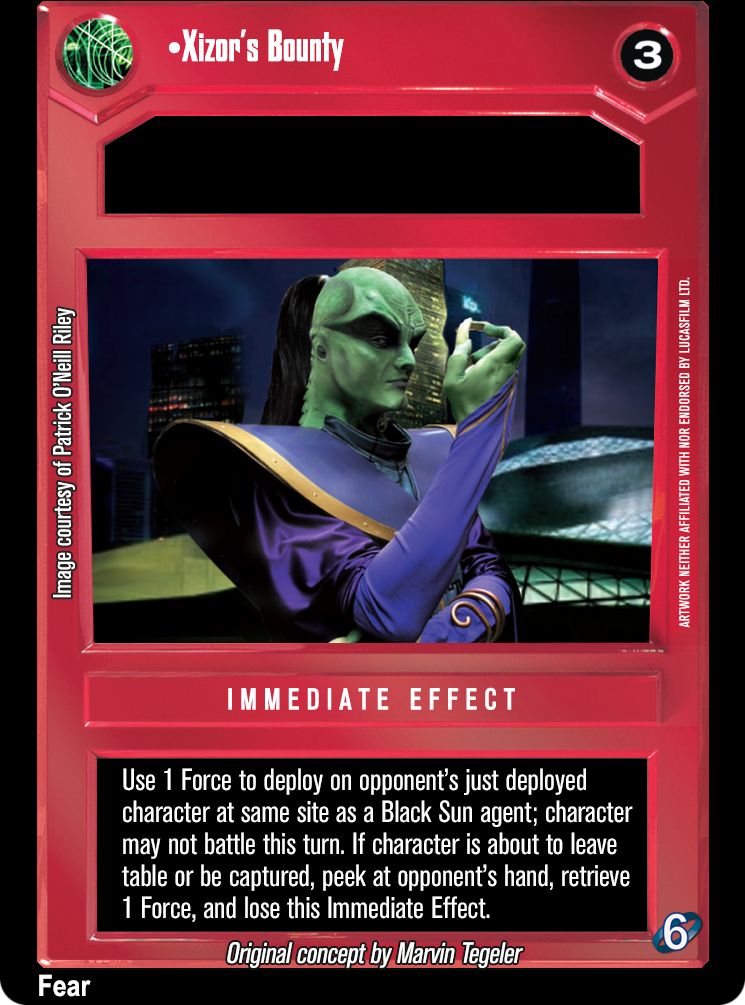 •Xizor's Bounty
3
Image courtesy of Patrick O'Neill Riley
ARTWORK NEITHER AFFILIATED WITH NOR ENDORSED BY LUCASFILM LTD.
IMMEDIATE EFFECT
Use 1 Force to deploy on opponent's just deployed
character at same site as a Black Sun agent; character
may not battle this turn. If character is about to leave
table or be captured, peek at opponent's hand, retrieve
1 Force, and lose this Immediate Effect.
6
Original concept by Marvin Tegeler
Fear